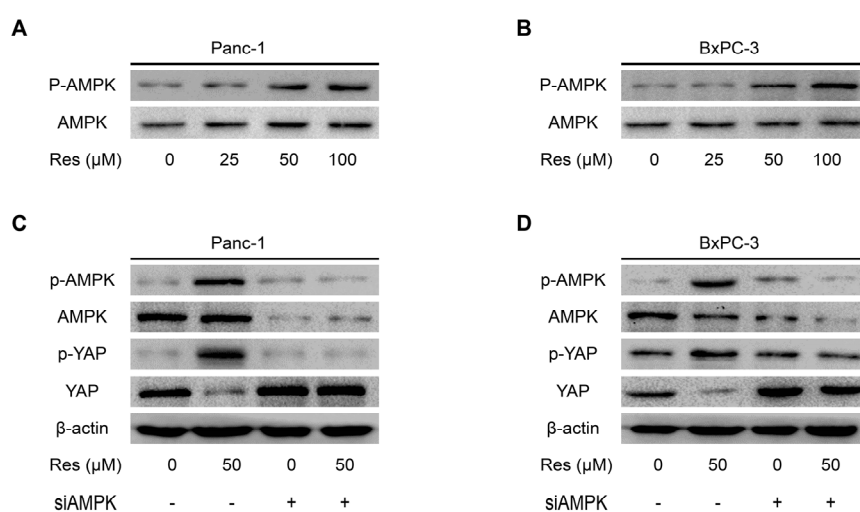 A
Panc-1
P-AMPK
AMPK
Res (μM) 0 25 50 100
B
BxPC-3
P-AMPK
AMPK
Res (μM) 0 25 50 100
C
Panc-1
p-AMPK
AMPK
p-YAP
YAP
β-actin
Res (μM) 0 50 0 50
siAMPK - - + +
D
BxPC-3
p-AMPK
AMPK
p-YAP
YAP
β-actin
Res (μM) 0 50 0 50
siAMPK - - + +